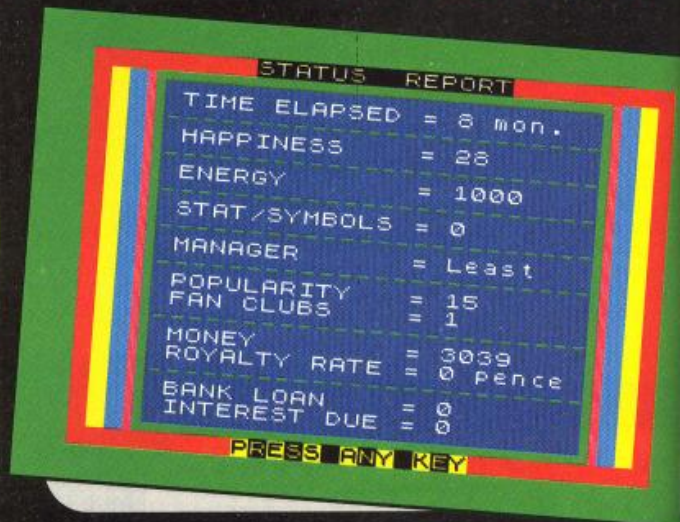 STATUS REPORT
TIME ELAPSED = 8 mon.
HAPPINESS = 28
ENERGY = 1000
STAT/SYMBOLS = 0
MANAGER = Least
POPULARITY = 15
FAN CLUBS = 1
MONEY = 3039
ROYALTY RATE = 0 pence
BANK LOAN = 0
INTEREST DUE = 0
PRESS ANY KEY